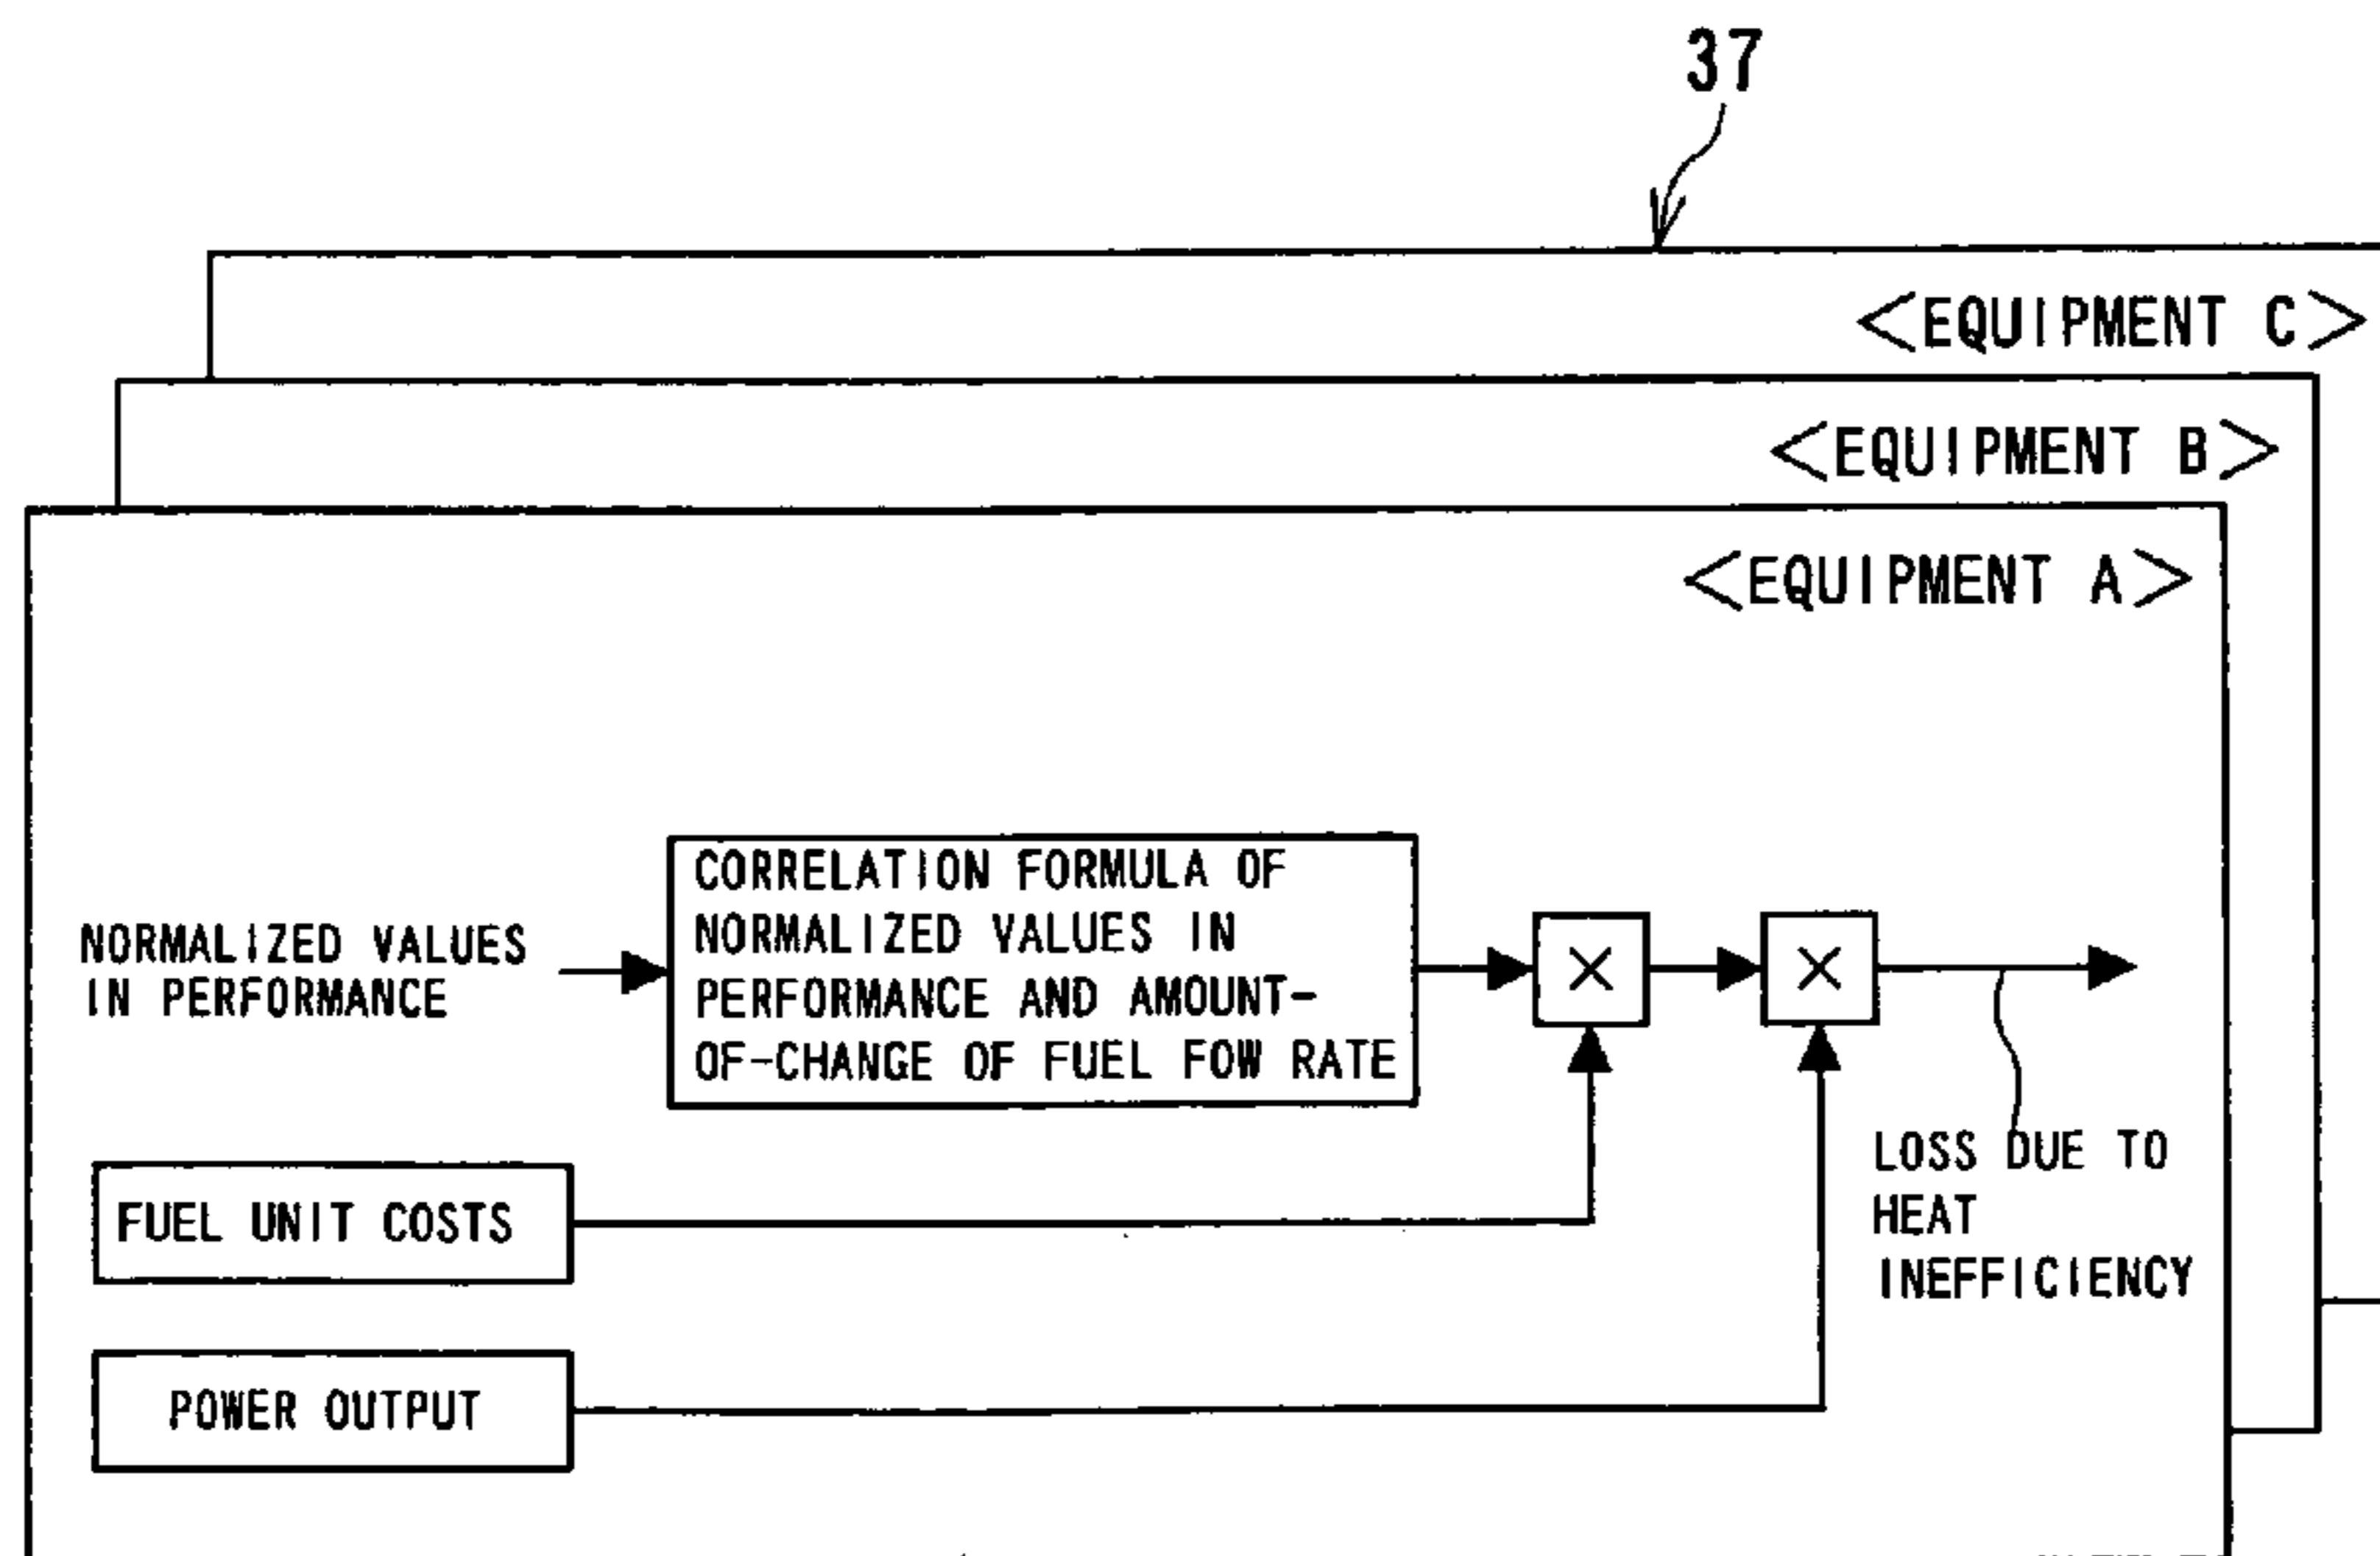 37
<EQUIPMENT C>
<EQUIPMENT B>
<EQUIPMENT A>
NORMALIZED VALUES
IN PERFORMANCE
CORRELATION FORMULA OF
NORMALIZED VALUES IN
PERFORMANCE AND AMOUNT-
OF-CHANGE OF FUEL FOW RATE
×
×
LOSS DUE TO
HEAT
INEFFICIENCY
FUEL UNIT COSTS
POWER OUTPUT